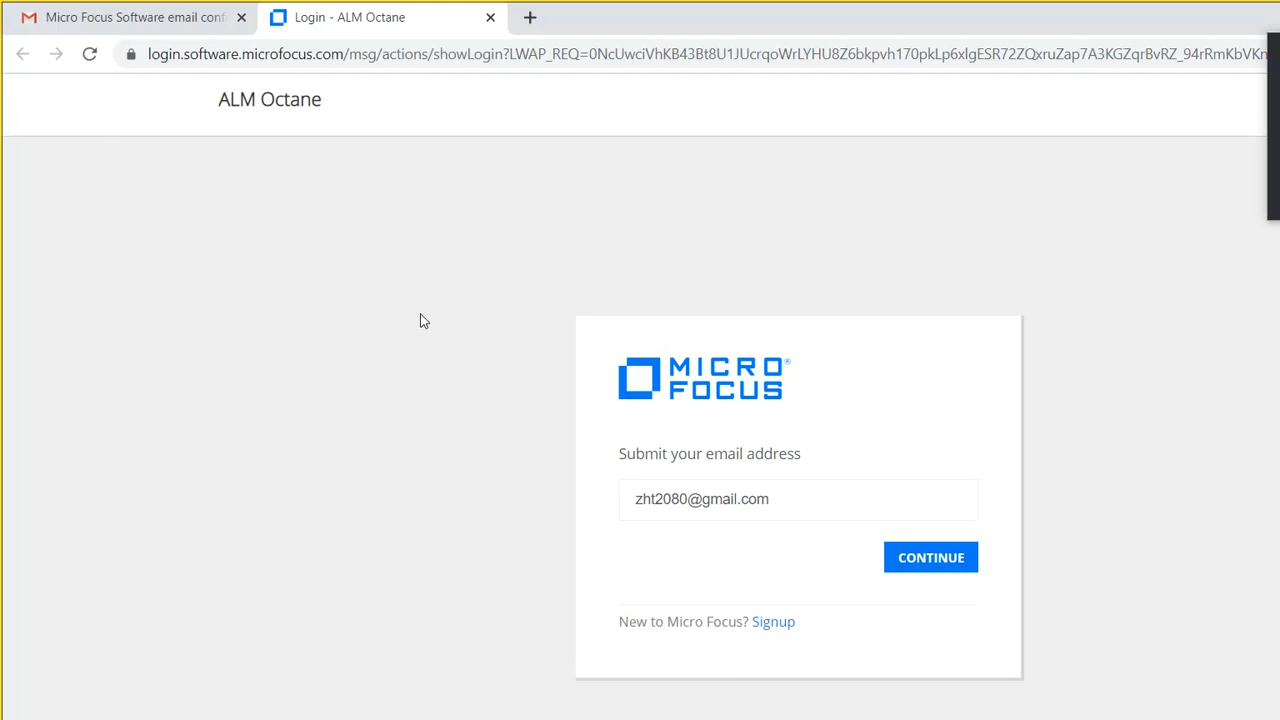 Micro Focus Software email conf
Login - ALM Octane
login.software.microfocus.com/msg/actions/showLogin?LWAP_REQ=0NcUwciVhKB43Bt8U1JUcrqoWrLYHU8Z6bkpvh170pkLp6xlgESR72ZQxruZap7A3KGZqrBvRZ_94rRmKbVKn
ALM Octane
MICRO
FOCUS®
Submit your email address
zht2080@gmail.com
CONTINUE
New to Micro Focus? Signup